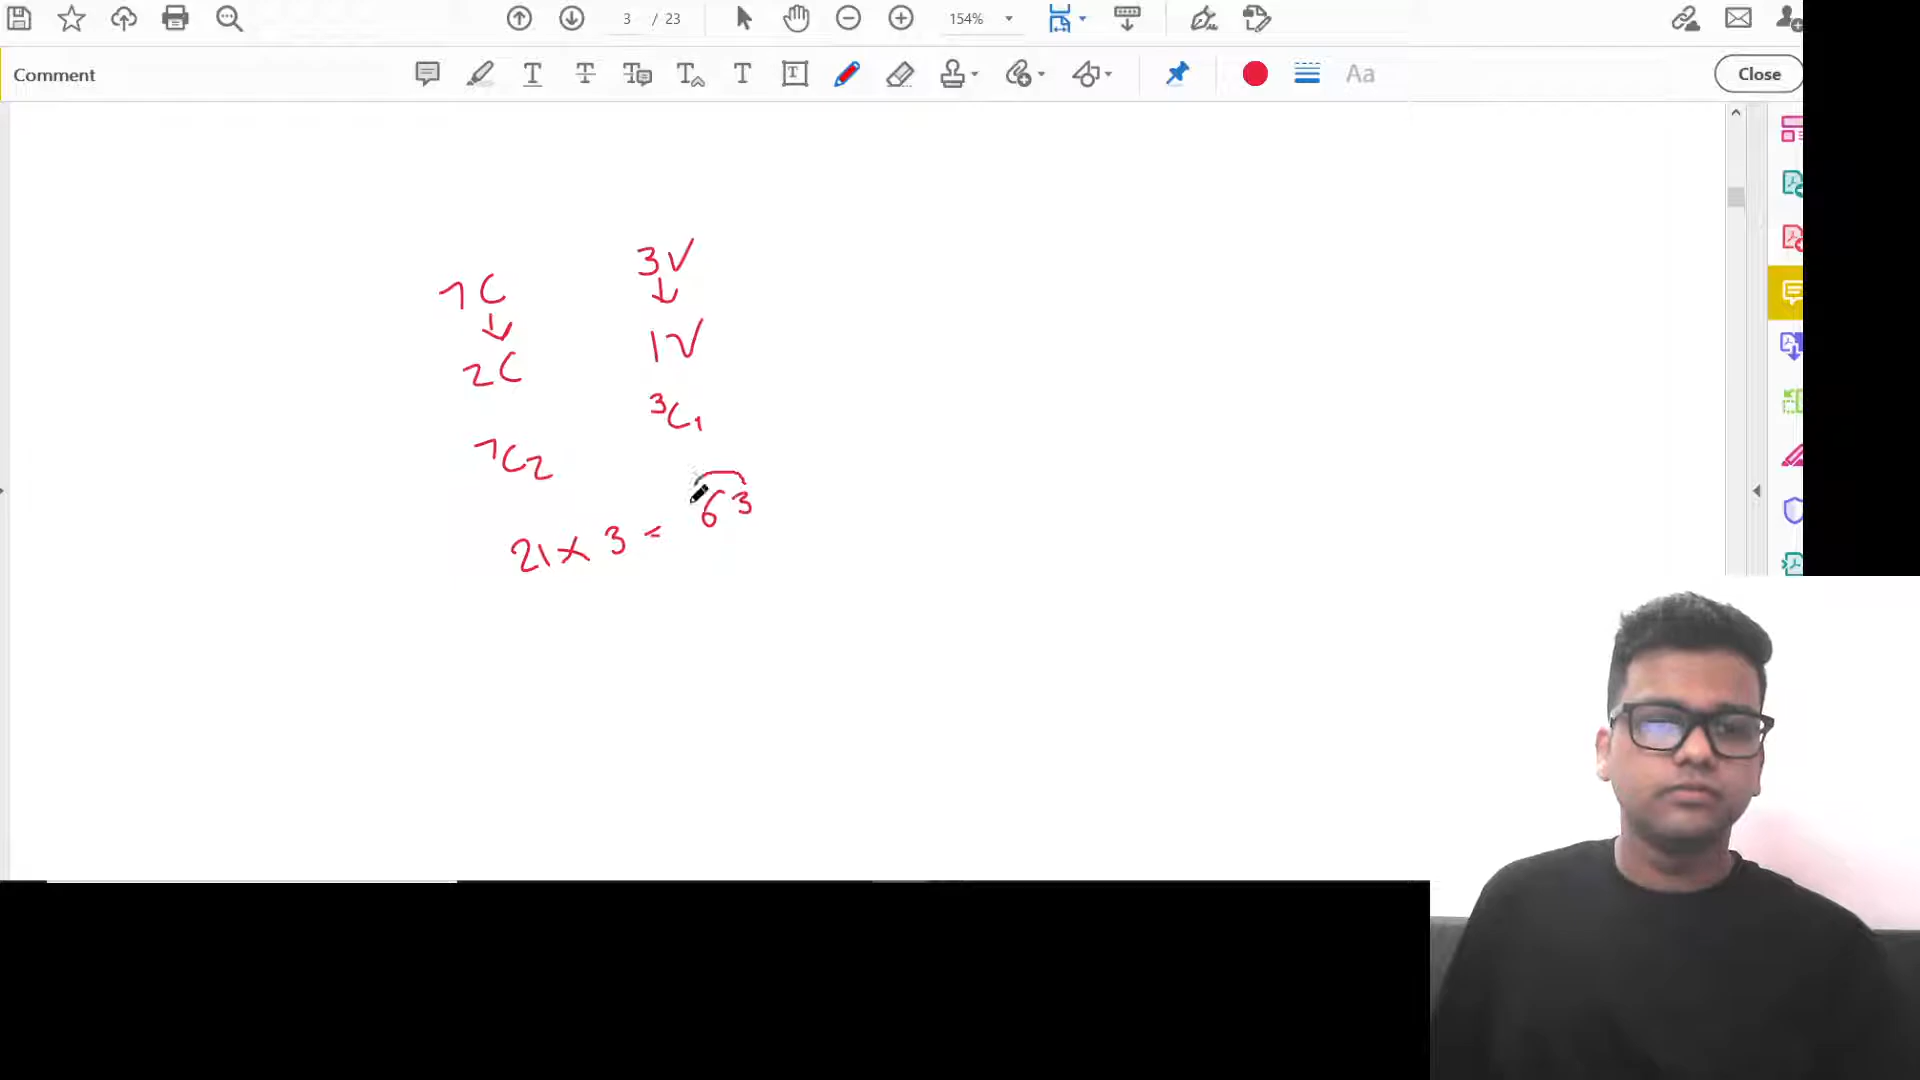 3 / 23
154%
Comment
Aa
Close
7C
3V
2C
1V
³C₁
⁷C₂
63
21 x 3 =